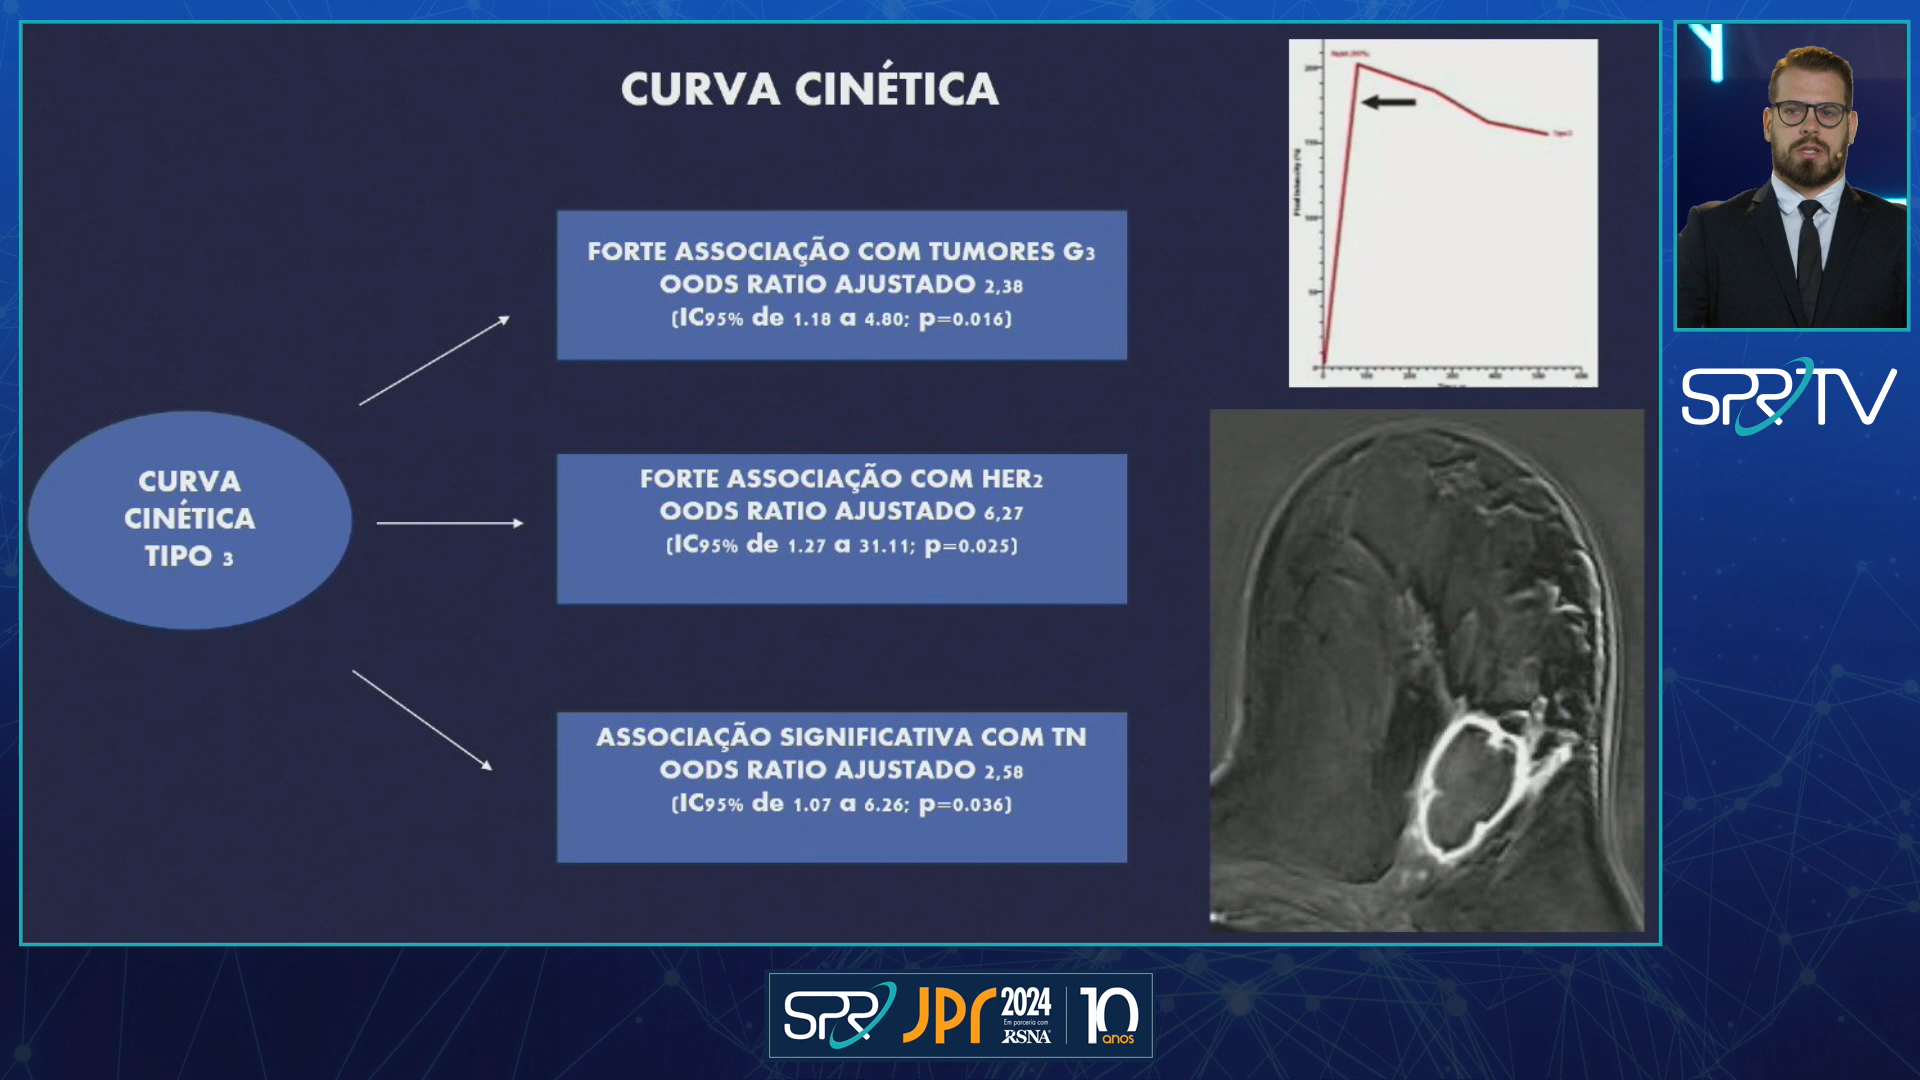 CURVA CINÉTICA
FORTE ASSOCIAÇÃO COM TUMORES G3
OODS RATIO AJUSTADO 2,38
(IC95% de 1.18 a 4.80; p=0.016)
CURVA
CINÉTICA
TIPO 3
FORTE ASSOCIAÇÃO COM HER2
OODS RATIO AJUSTADO 6,27
(IC95% de 1.27 a 31.11; p=0.025)
ASSOCIAÇÃO SIGNIFICATIVA COM TN
OODS RATIO AJUSTADO 2,58
(IC95% de 1.07 a 6.26; p=0.036)
SPR TV
SPR JPR 2024
Em parceria com
RSNA
10
anos